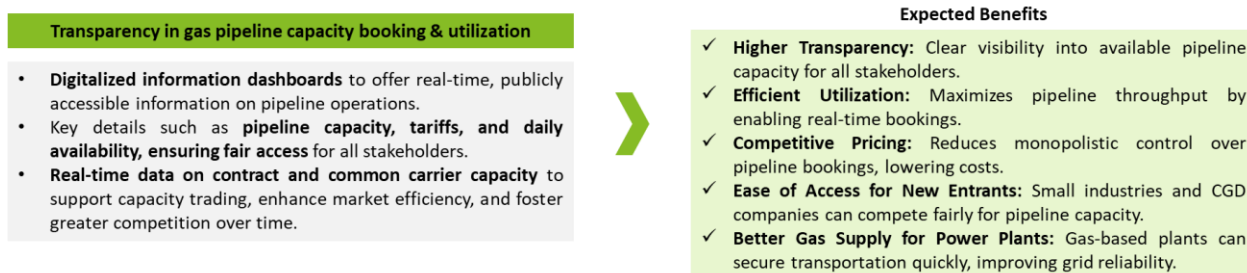 Transparency in gas pipeline capacity booking & utilization
• Digitalized information dashboards to offer real-time, publicly
accessible information on pipeline operations.
• Key details such as pipeline capacity, tariffs, and daily
availability, ensuring fair access for all stakeholders.
• Real-time data on contract and common carrier capacity to
support capacity trading, enhance market efficiency, and foster
greater competition over time.
Expected Benefits
✓ Higher Transparency: Clear visibility into available pipeline
capacity for all stakeholders.
✓ Efficient Utilization: Maximizes pipeline throughput by
enabling real-time bookings.
✓ Competitive Pricing: Reduces monopolistic control over
pipeline bookings, lowering costs.
✓ Ease of Access for New Entrants: Small industries and CGD
companies can compete fairly for pipeline capacity.
✓ Better Gas Supply for Power Plants: Gas-based plants can
secure transportation quickly, improving grid reliability.